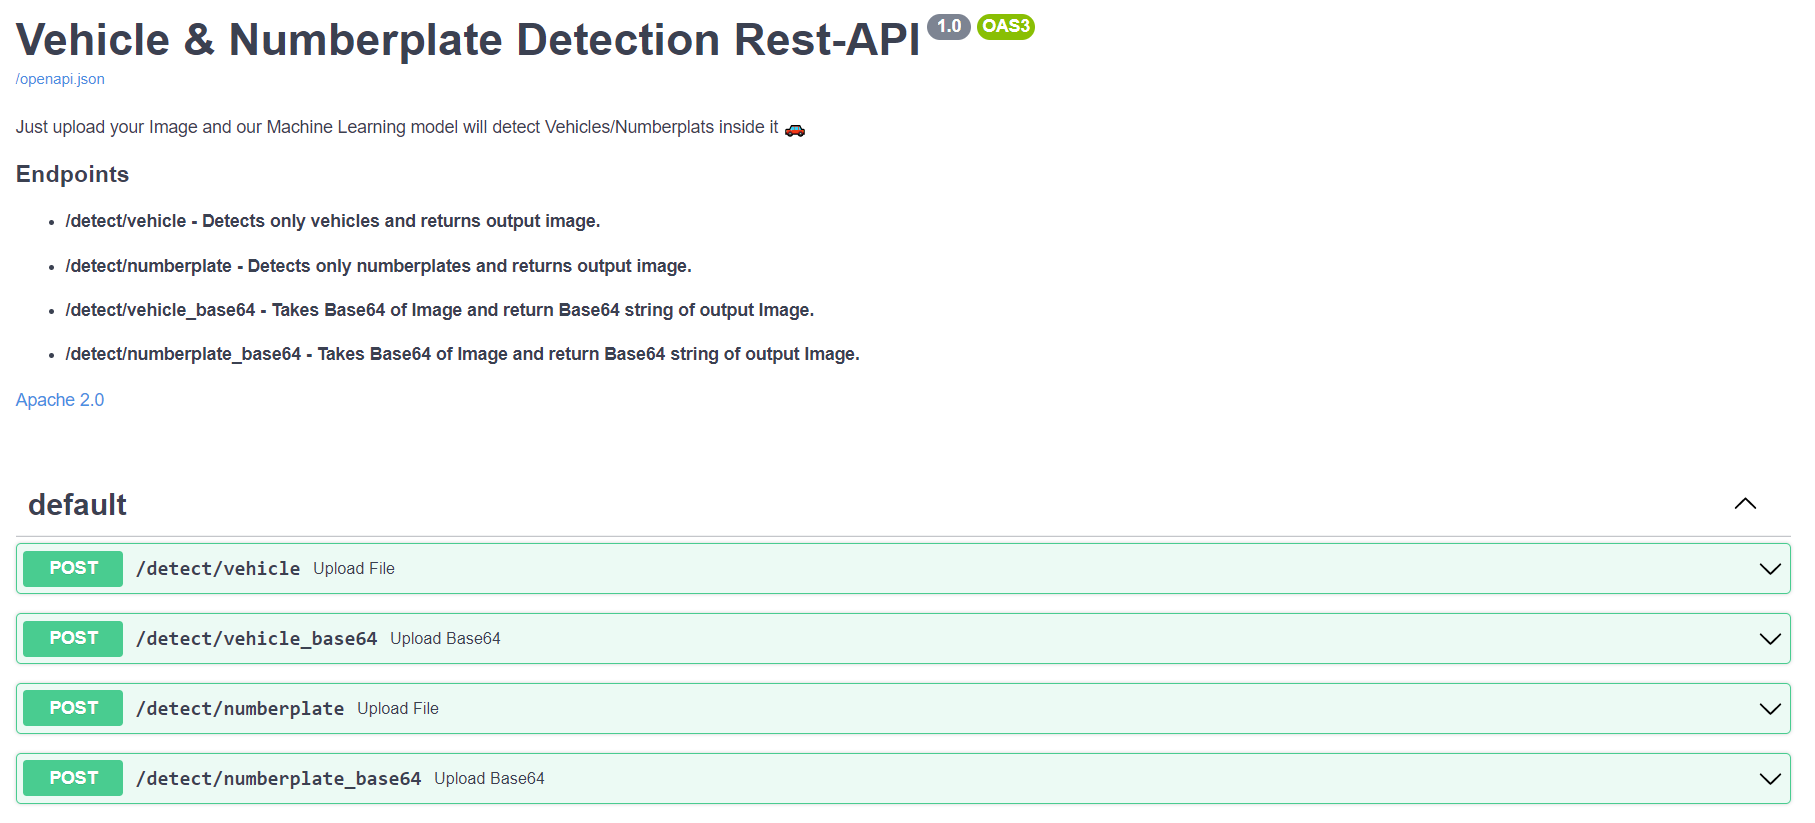 Vehicle & Numberplate Detection Rest-API 1.0 OAS3
/openapi.json
Just upload your Image and our Machine Learning model will detect Vehicles/Numberplats inside it 🚗
Endpoints
• /detect/vehicle - Detects only vehicles and returns output image.
• /detect/numberplate - Detects only numberplates and returns output image.
• /detect/vehicle_base64 - Takes Base64 of Image and return Base64 string of output Image.
• /detect/numberplate_base64 - Takes Base64 of Image and return Base64 string of output Image.
Apache 2.0
default
POST /detect/vehicle Upload File
POST /detect/vehicle_base64 Upload Base64
POST /detect/numberplate Upload File
POST /detect/numberplate_base64 Upload Base64